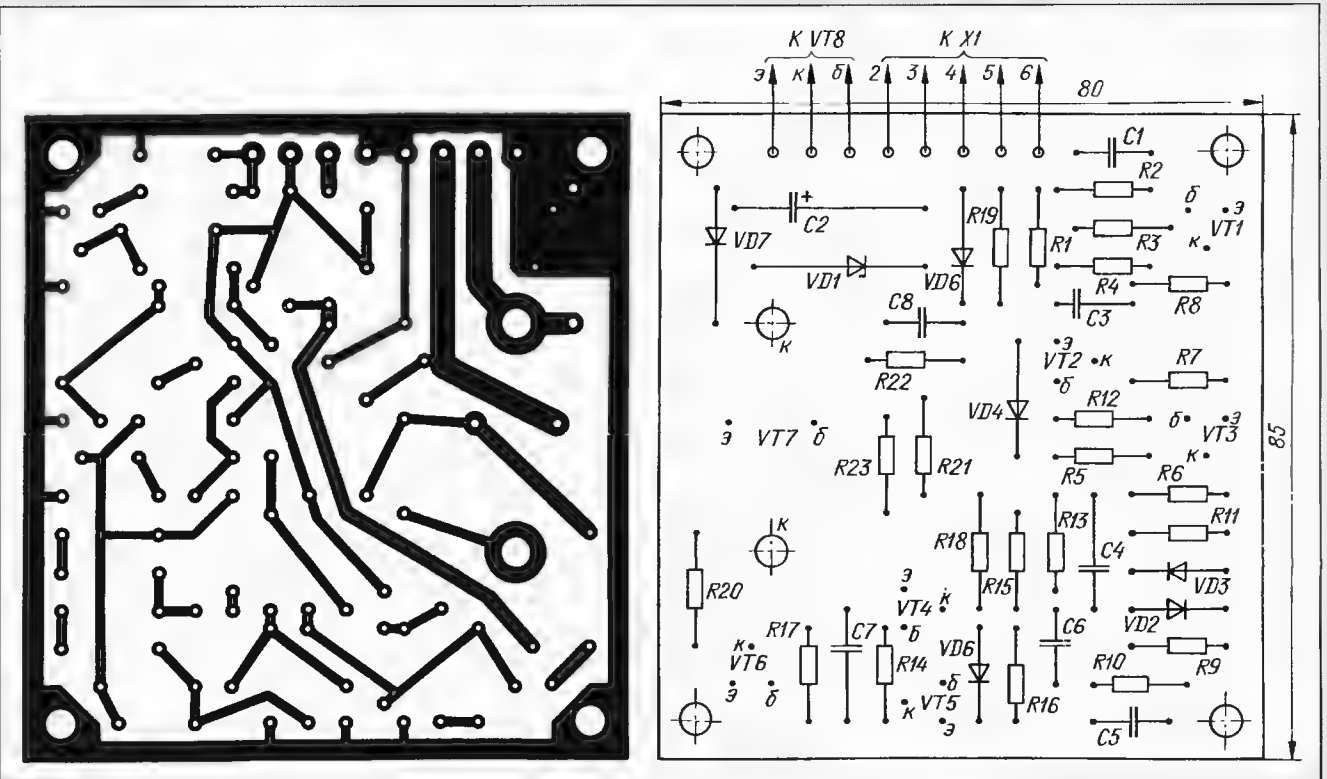 К VT8 К X1
э к б 2 3 4 5 6
80
C1
R2
б э
VT1
к
C2
R19
R1
R3
VD7
VD1
VD6
R4
R8
C8
C3
к
R22
э
VT2 к
б
R7
VD4
R12
э VT7 б
б э
VT3
к
85
R23
R21
R5
R6
R18
R15
R13
C4
R11
к
R20
э
VT4 к
б
VD3
VD2
R17
C7
R14
VD6
C6
R9
к
VT6
э б
б
VT5
к э
R16
R10
C5